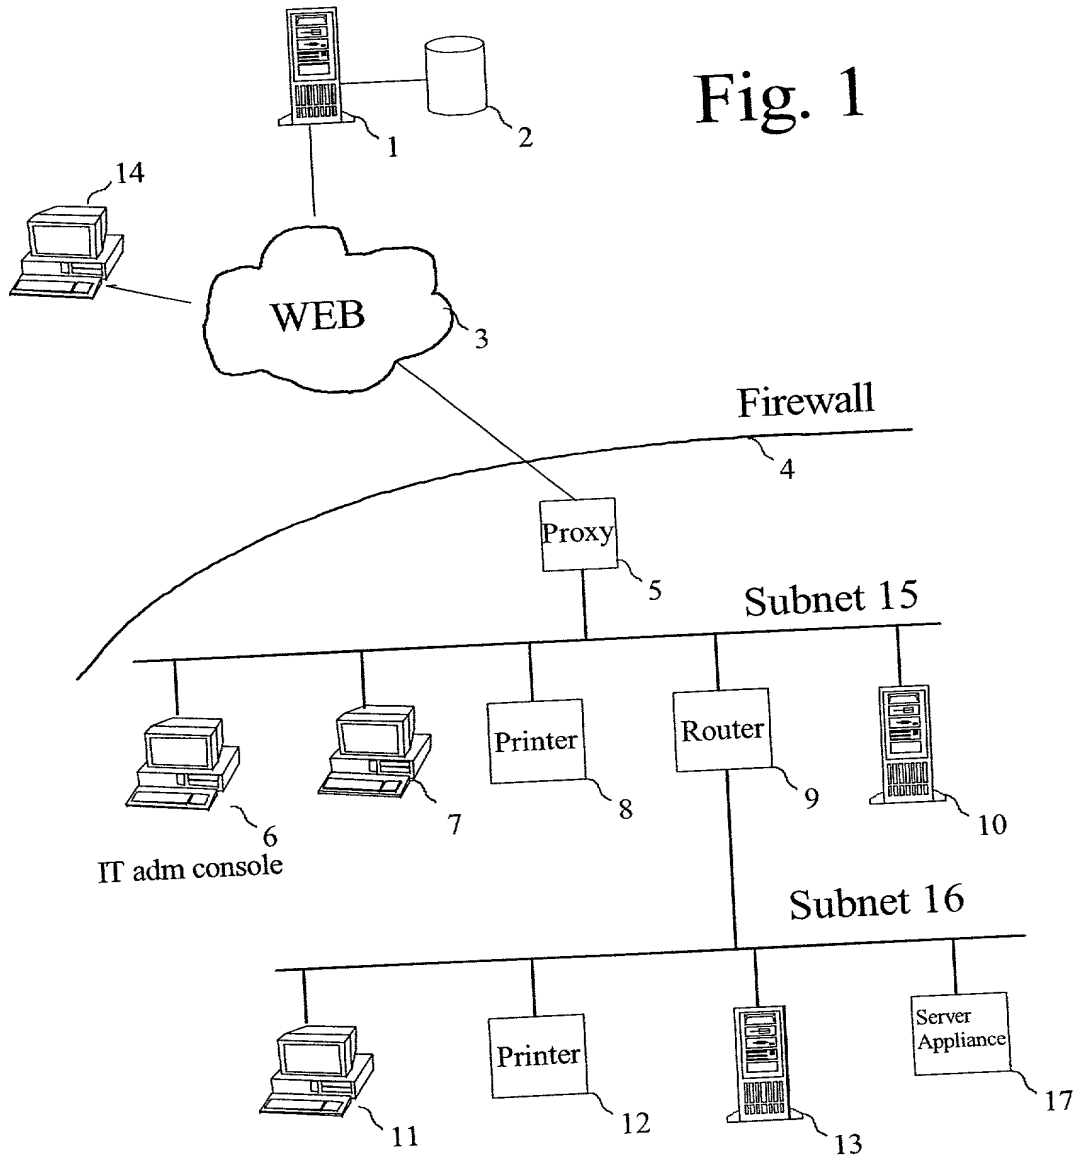 Fig. 1
1
2
14
WEB
3
Firewall
4
Proxy
5
Subnet 15
Printer
Router
6
7
8
9
10
IT adm console
Subnet 16
Server
Appliance
Printer
11
12
13
17